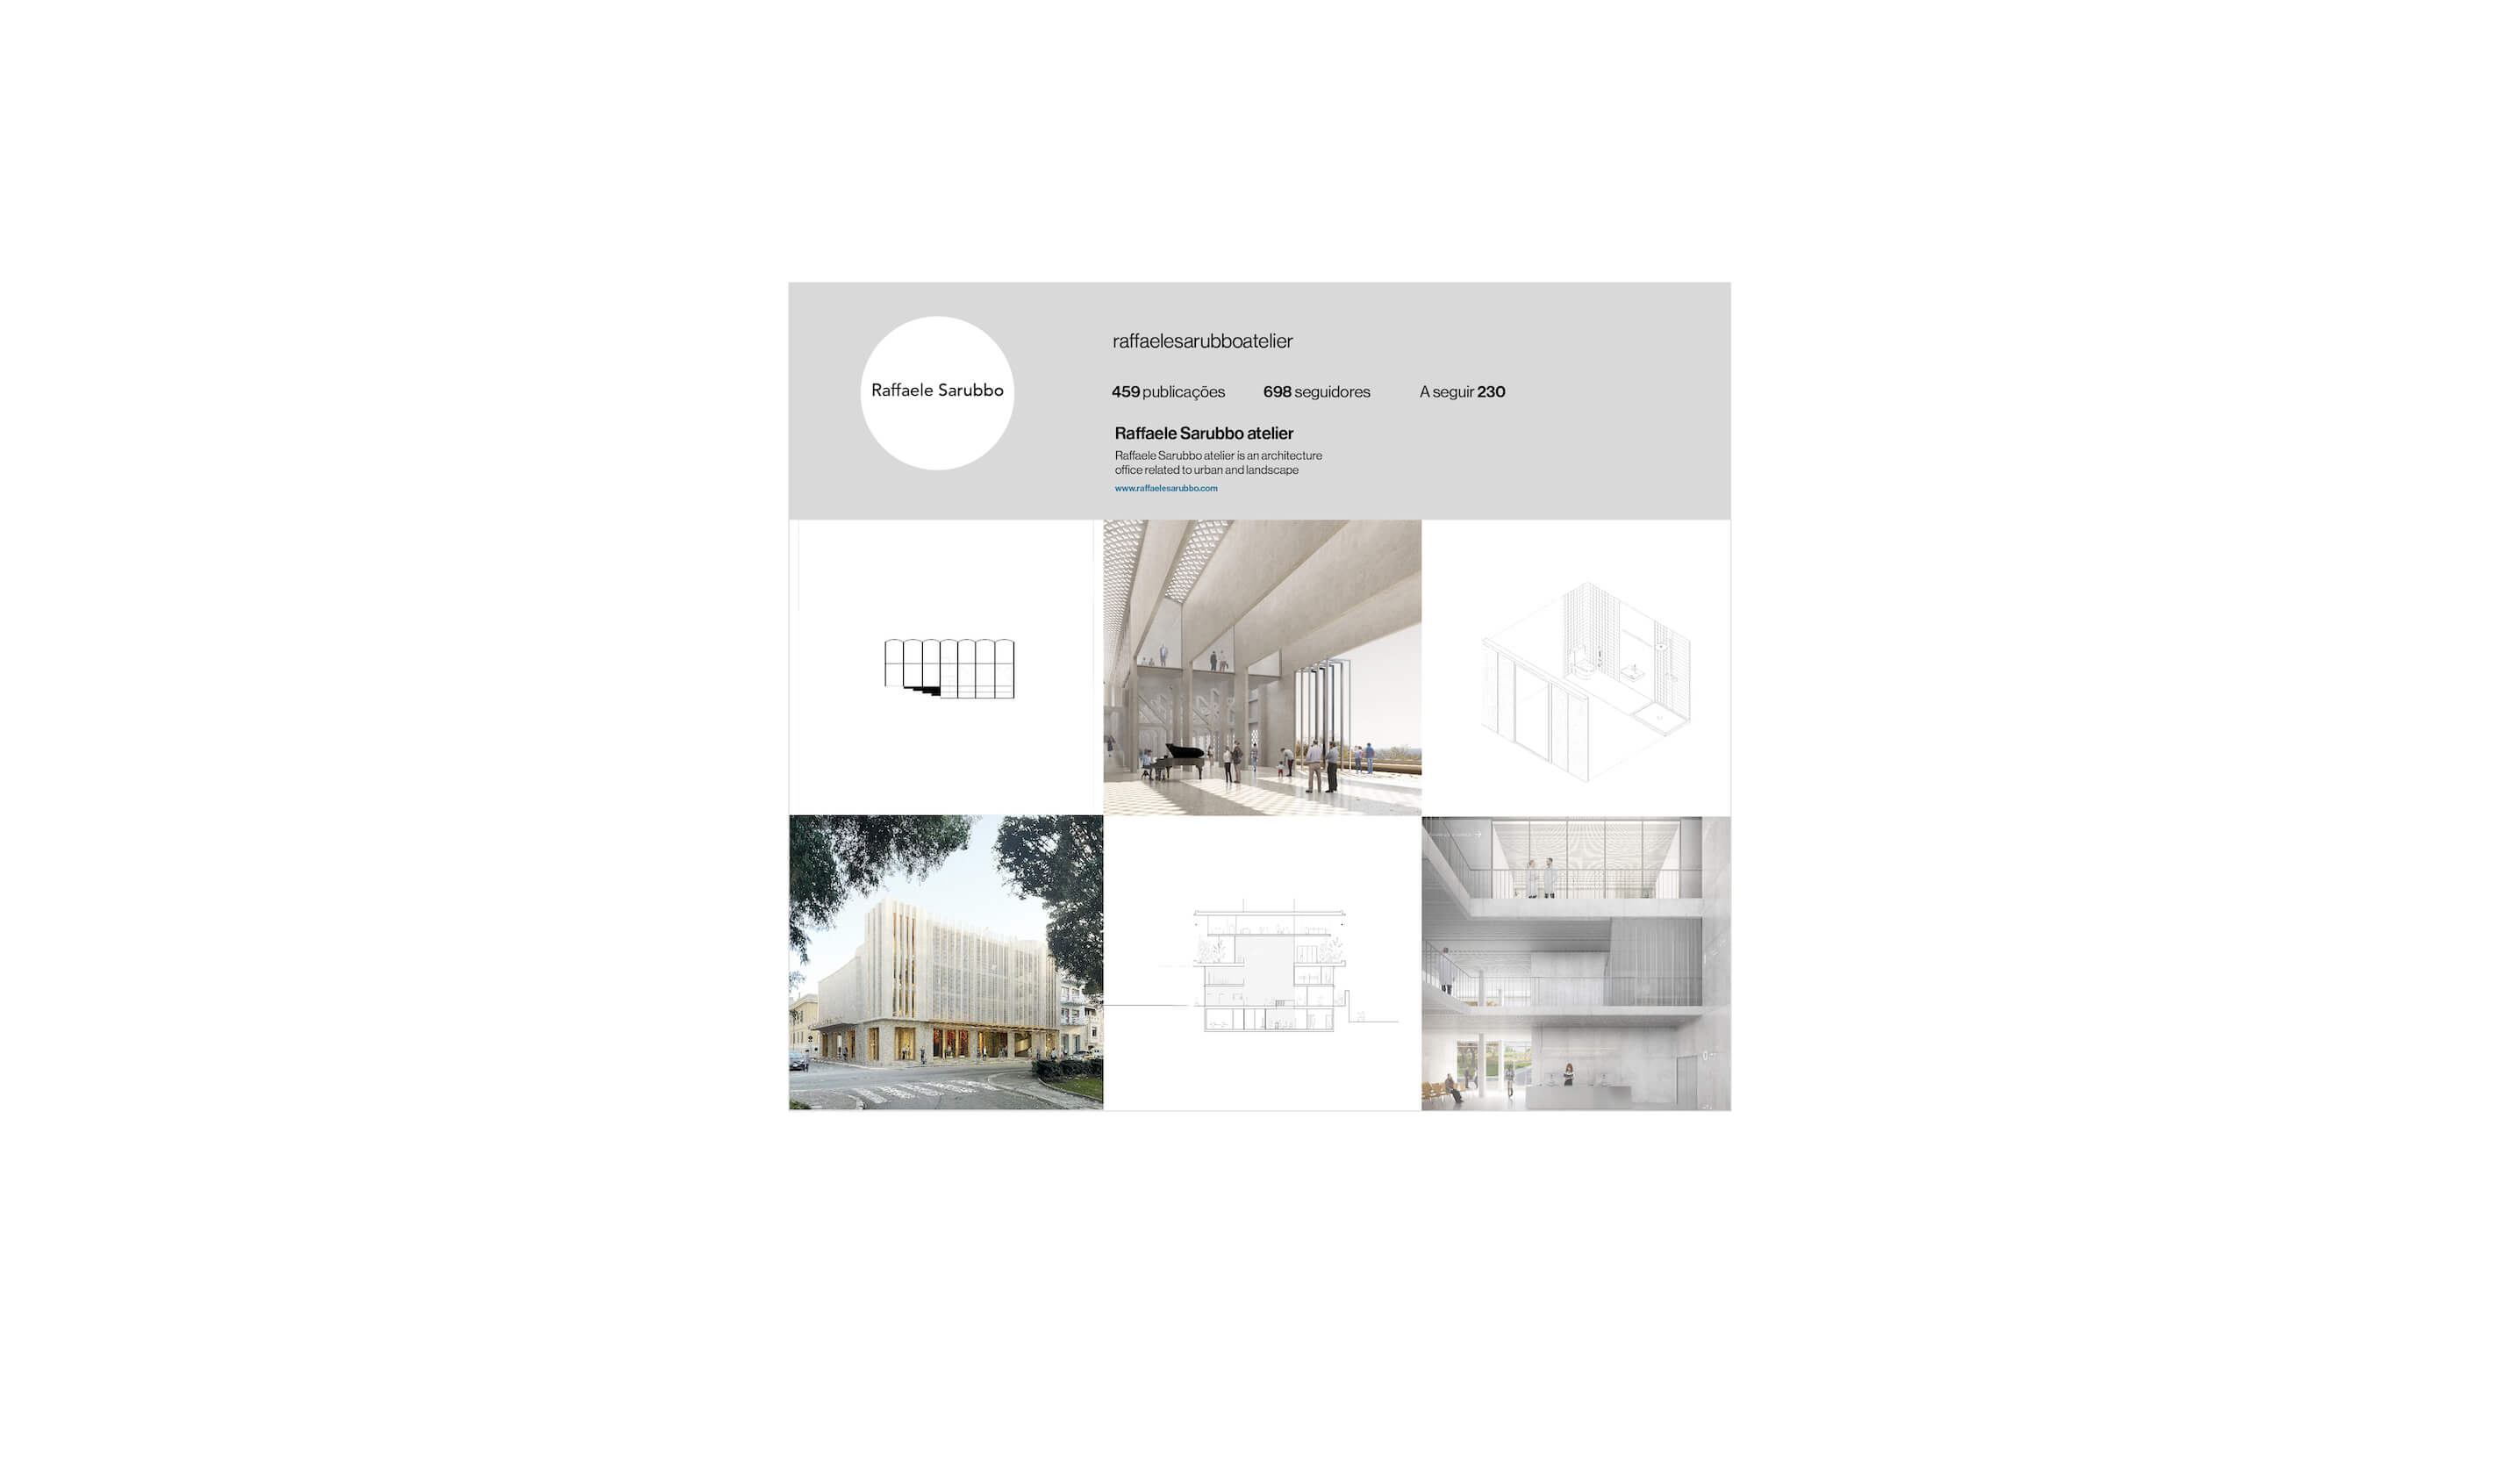 Raffaele Sarubbo
raffaelesarubboatelier
459 publicações 698 seguidores A seguir 230
Raffaele Sarubbo atelier
Raffaele Sarubbo atelier is an architecture
office related to urban and landscape
www.raffaelesarubbo.com